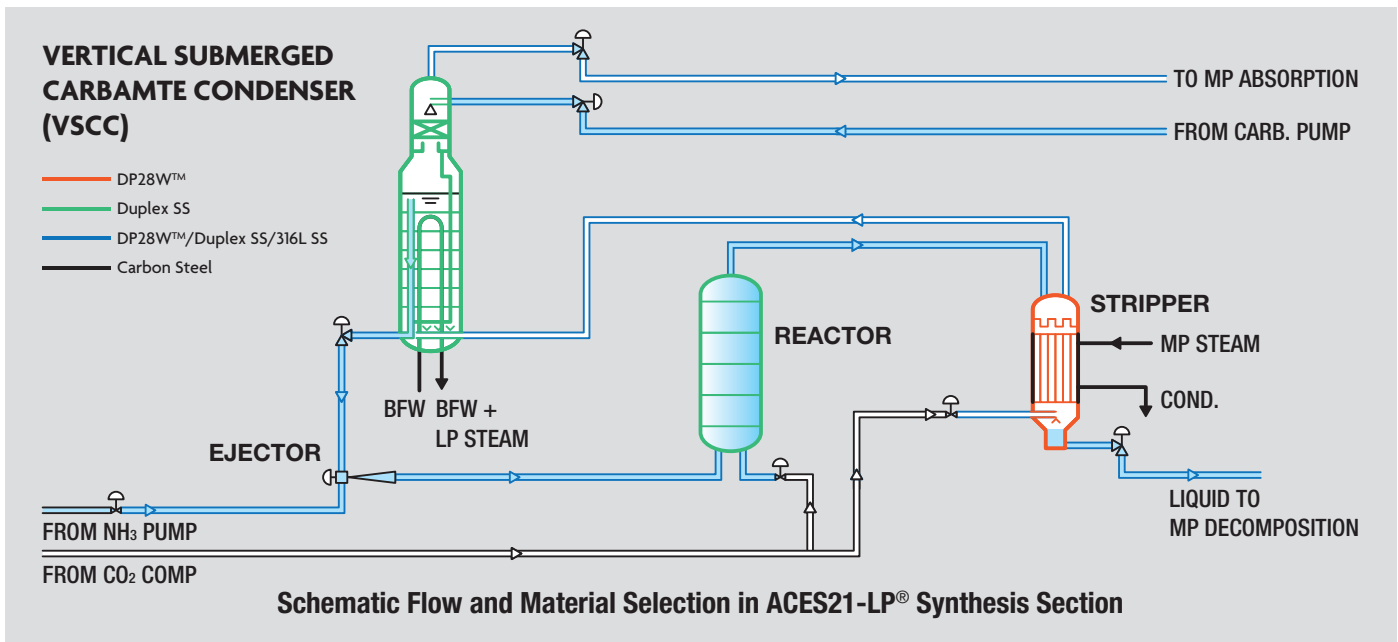 VERTICAL SUBMERGED
CARBAMTE CONDENSER
(VSCC)
DP28W™
Duplex SS
DP28W™/Duplex SS/316L SS
Carbon Steel
TO MP ABSORPTION
FROM CARB. PUMP
STRIPPER
REACTOR
MP STEAM
COND.
BFW
BFW +
LP STEAM
EJECTOR
LIQUID TO
MP DECOMPOSITION
FROM NH₃ PUMP
FROM CO₂ COMP
Schematic Flow and Material Selection in ACES21-LP® Synthesis Section